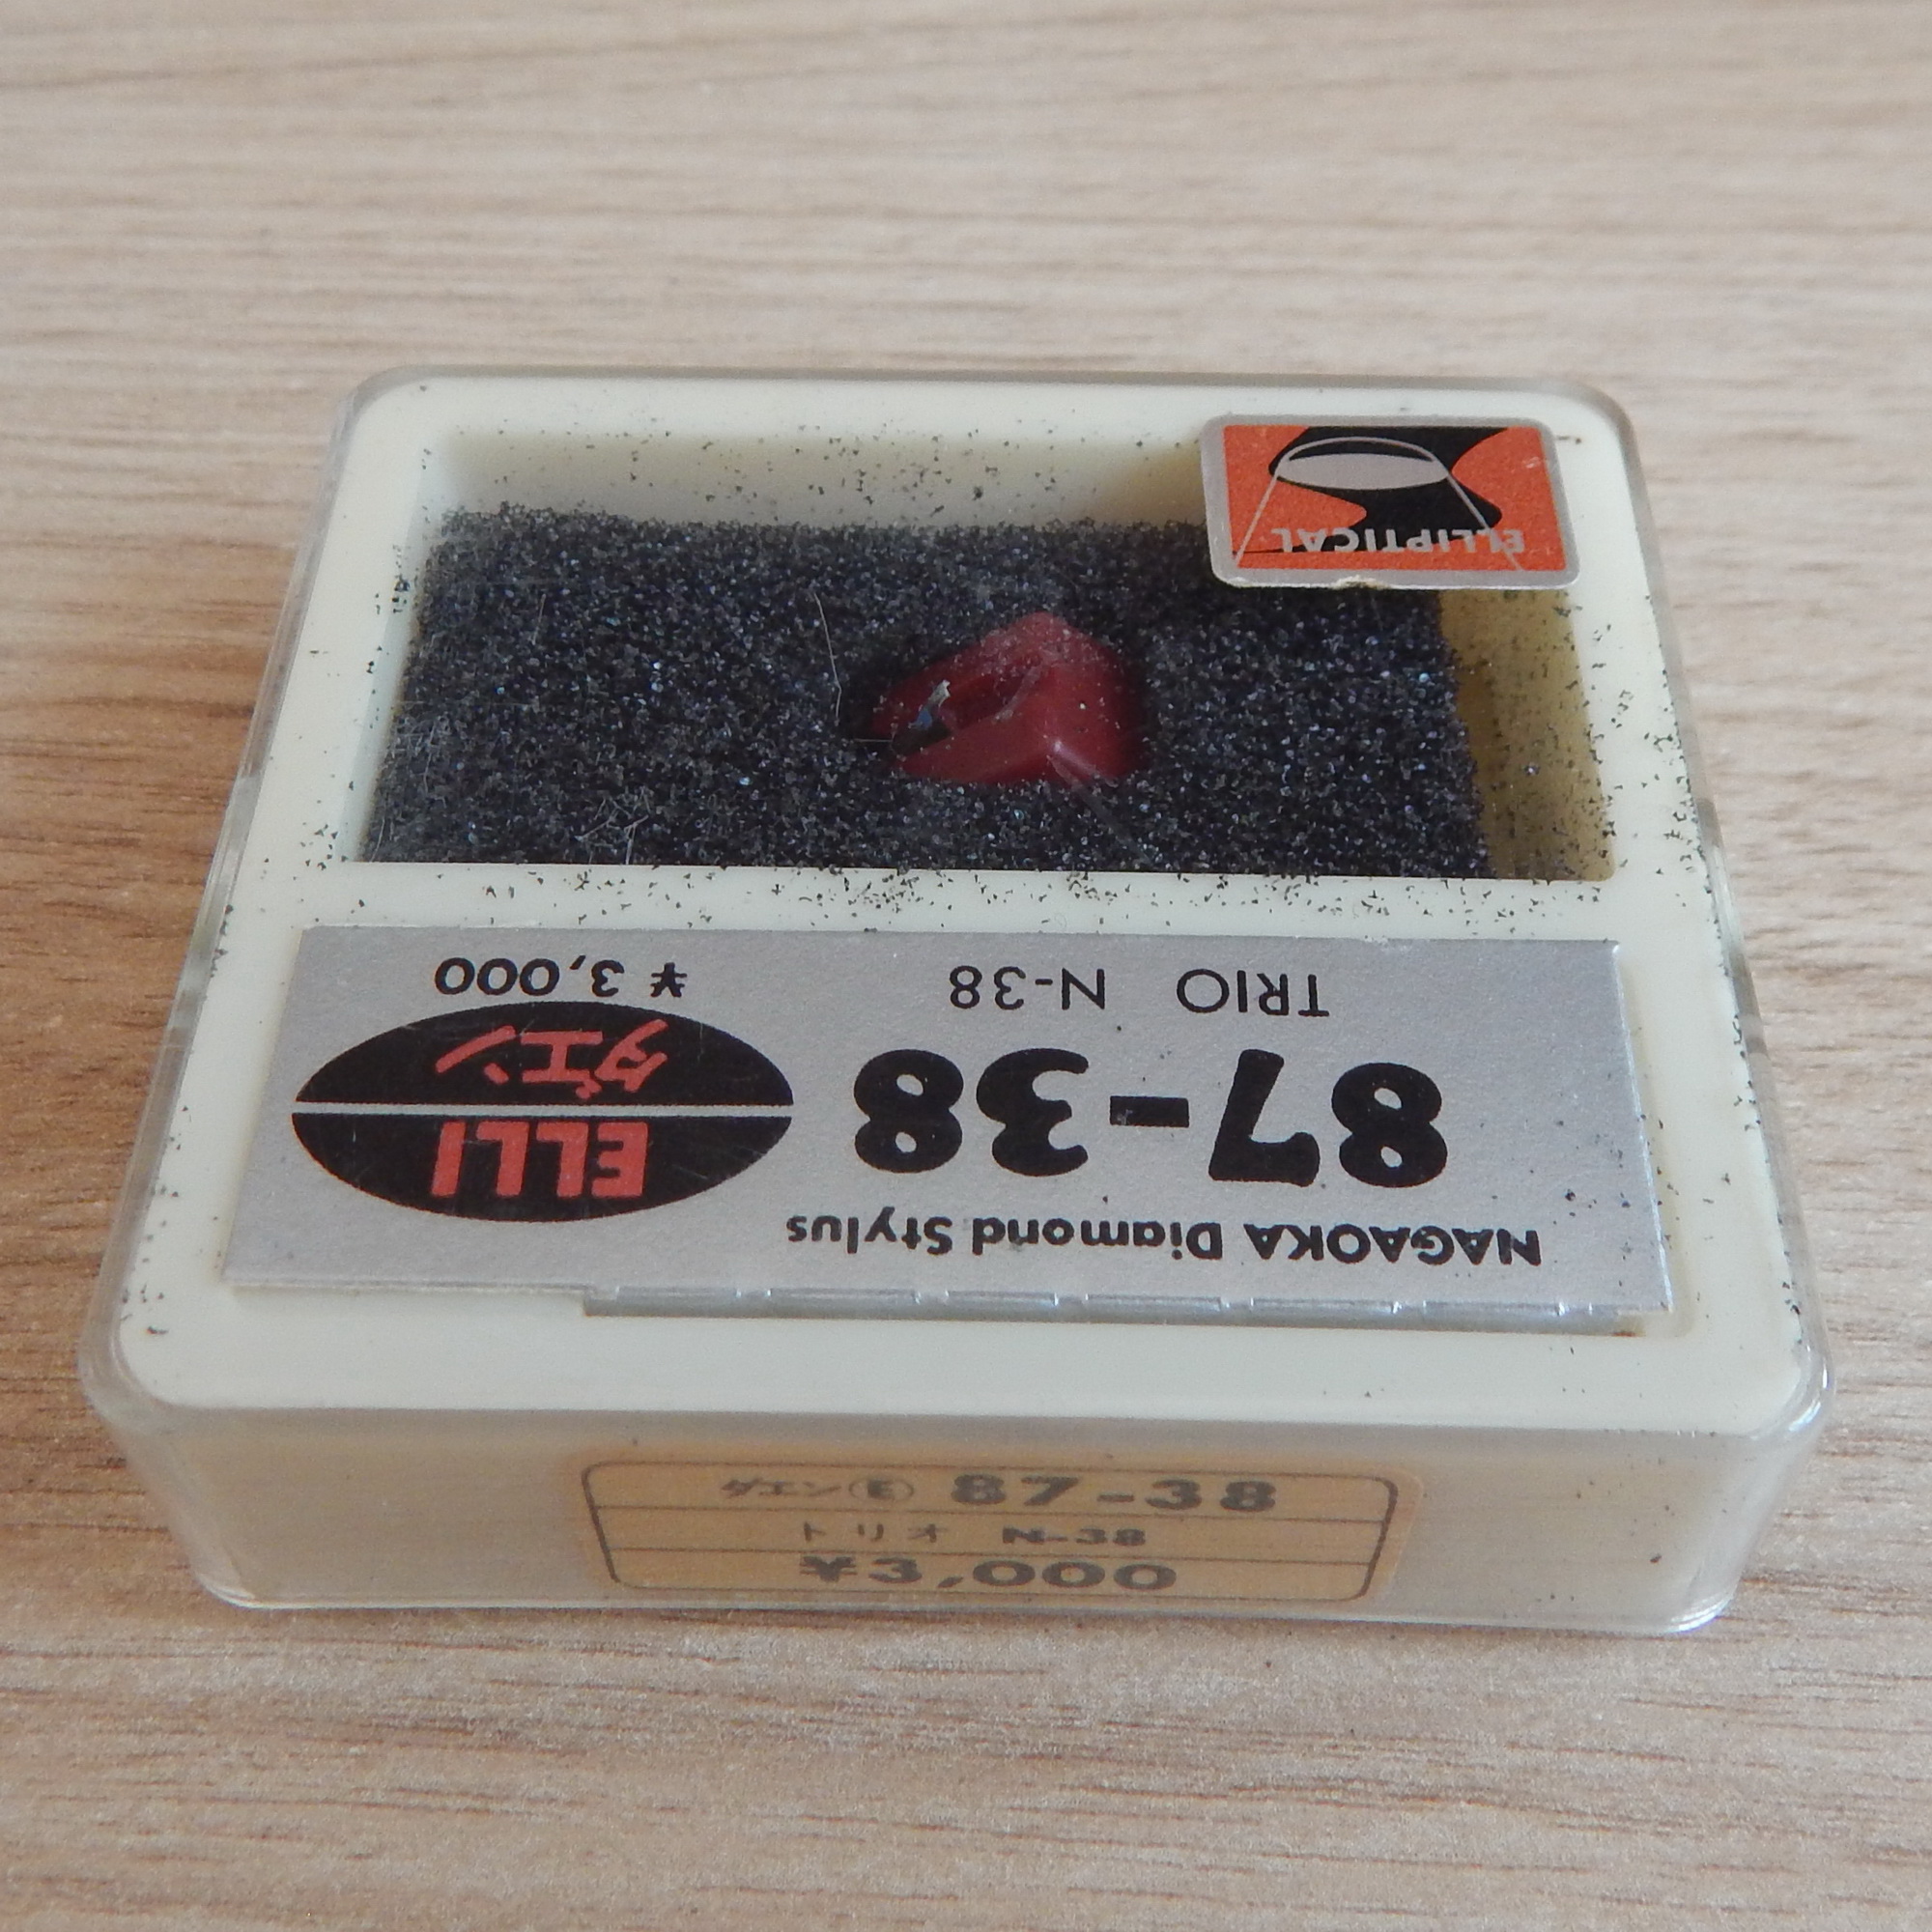 ELLIPTICAL
NAGAOKA Diamond Stylus
87-38
TRIO N-38
ELLI
ダエン
¥ 3,000
ダエン Ⓔ 87-38
トリオ N-38
¥3,000